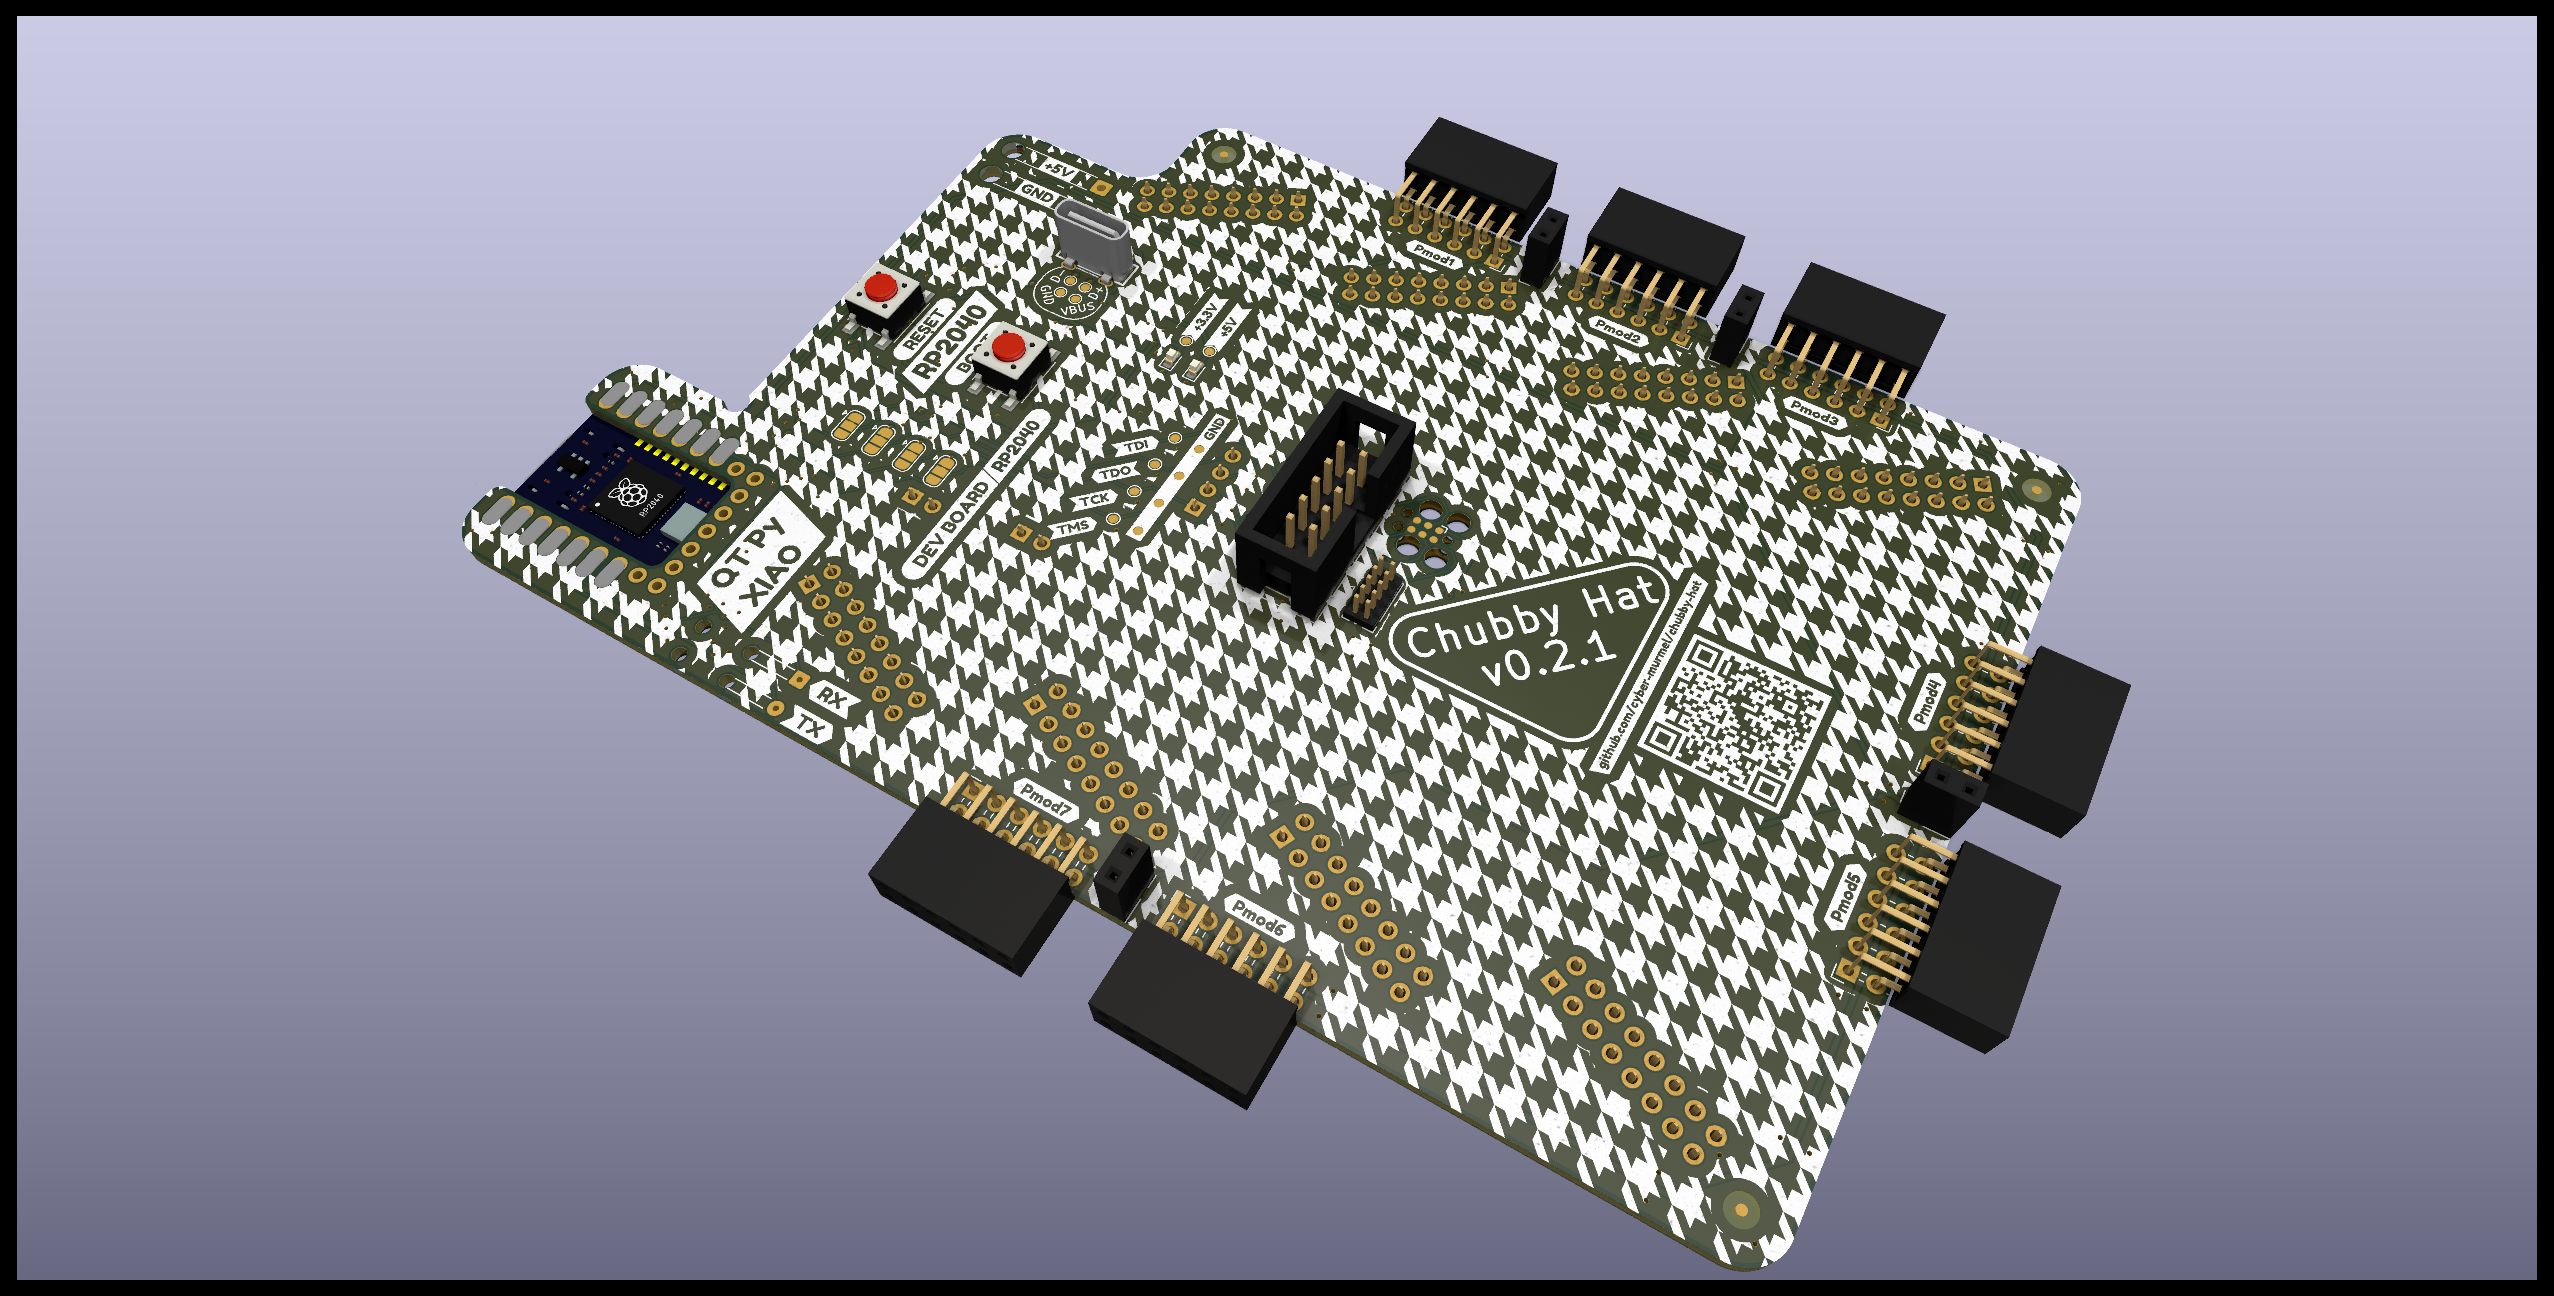 +5V
GND
D-
D+
GND
VBUS
Pmod1
Pmod2
Pmod3
+3.3V
+5V
RESET
RP2040
RP2040
QT PY
XIAO
DEV BOARD RP2040
TDI
TDO
TCK
TMS
GND
Chubby Hat
v0.2.1
github.com/cyber-murmel/chubby-hat
RX
TX
Pmod4
Pmod5
Pmod7
Pmod6